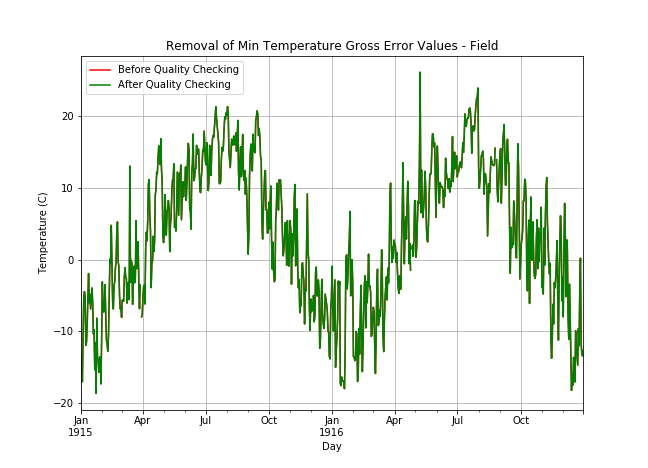 Removal of Min Temperature Gross Error Values - Field
Before Quality Checking
After Quality Checking
Temperature (C)
20
10
0
−10
−20
Jan Apr Jul Oct Jan Apr Jul Oct
1915 1916
Day